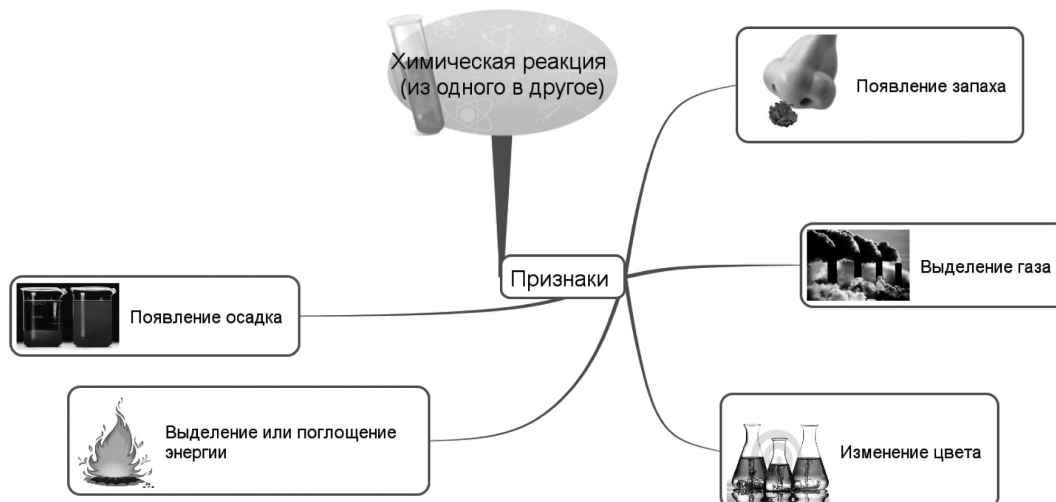 Химическая реакция
(из одного в другое)
Появление запаха
Признаки
Выделение газа
Появление осадка
Выделение или поглощение
энергии
Изменение цвета